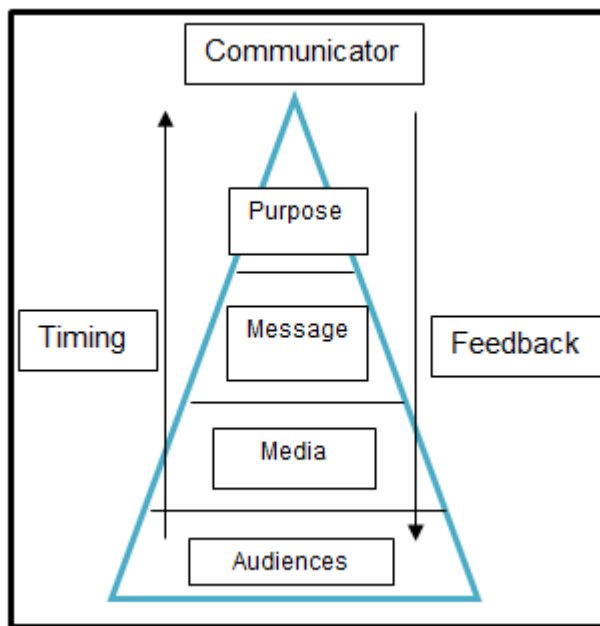 Communicator
Purpose
Message
Timing
Feedback
Media
Audiences